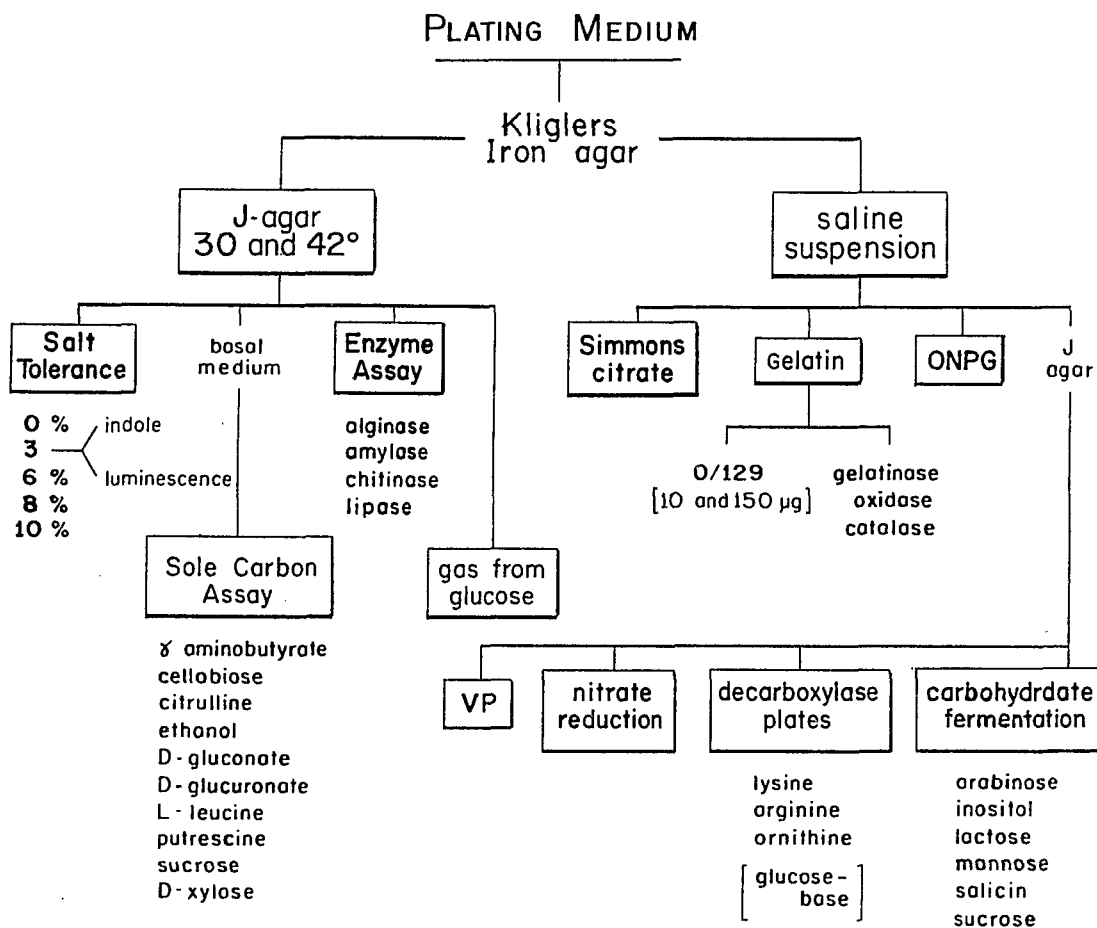 PLATING MEDIUM
Kliglers
Iron agar
J-agar
30 and 42°
saline
suspension
Salt
Tolerance
basal
medium
Enzyme
Assay
Simmons
citrate
Gelatin
ONPG
J
agar
0 %
3
6 %
8 %
10 %
indole
luminescence
alginase
amylase
chitinase
lipase
0/129
[10 and 150 µg]
gelatinase
oxidase
catalase
Sole Carbon
Assay
gas from
glucose
ɣ aminobutyrate
cellobiose
citrulline
ethanol
D-gluconate
D-glucuronate
L-leucine
putrescine
sucrose
D-xylose
VP
nitrate
reduction
decarboxylase
plates
carbohydrdate
fermentation
lysine
arginine
ornithine
[glucose-
base]
arabinose
inositol
lactose
mannose
salicin
sucrose